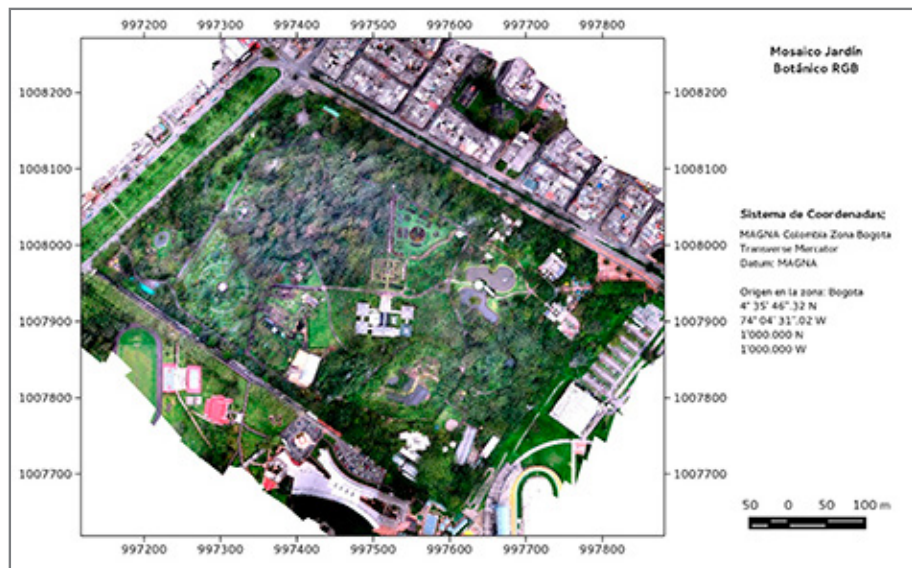 997200 997300 997400 997500 997600 997700 997800
Mosaico Jardín
Botánico RGB
1008200 1008200
1008100 1008100
Sistema de Coordenadas;
MAGNA Colombia Zona Bogota
1008000 1008000
Transverse Mercator
Datum: MAGNA
Origen en la zona: Bogota
4° 35' 46".32 N
1007900 1007900
74° 04' 31".02 W
1'000.000 N
1'000.000 W
1007800 1007800
1007700 1007700
50 0 50 100 m
997200 997300 997400 997500 997600 997700 997800